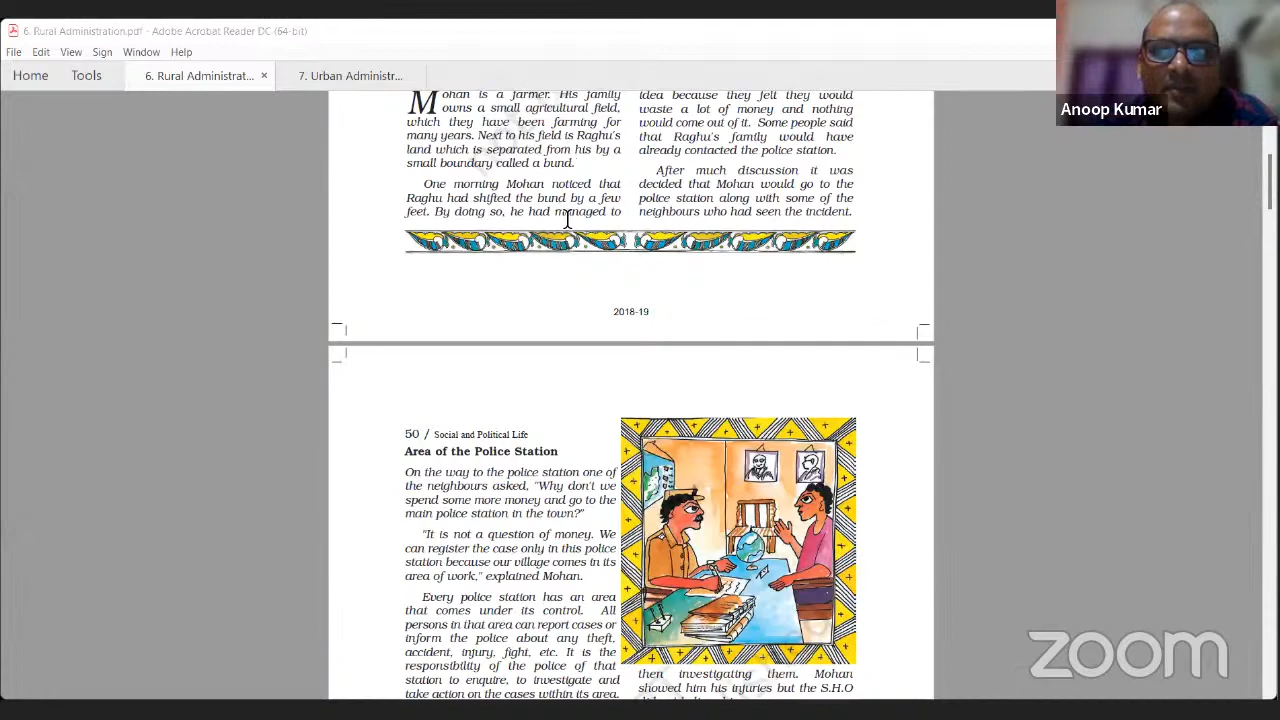 6. Rural Administration.pdf - Adobe Acrobat Reader DC (64-bit)
File Edit View Sign Window Help
Home Tools 6. Rural Administrat... × 7. Urban Administr...
Anoop Kumar
Mohan is a farmer. His family
owns a small agricultural field,
which they have been farming for
many years. Next to his field is Raghu's
land which is separated from his by a
small boundary called a bund.
One morning Mohan noticed that
Raghu had shifted the bund by a few
feet. By doing so, he had managed to
idea because they felt they would
waste a lot of money and nothing
would come out of it. Some people said
that Raghu's family would have
already contacted the police station.
After much discussion it was
decided that Mohan would go to the
police station along with some of the
neighbours who had seen the incident.
2018-19
50 / Social and Political Life
Area of the Police Station
On the way to the police station one of
the neighbours asked, "Why don't we
spend some more money and go to the
main police station in the town?"
"It is not a question of money. We
can register the case only in this police
station because our village comes in its
area of work," explained Mohan.
Every police station has an area
that comes under its control. All
persons in that area can report cases or
inform the police about any theft,
accident, injury, fight, etc. It is the
responsibility of the police of that
station to enquire, to investigate and
take action on the cases within its area.
then investigating them. Mohan
showed him his injuries but the S.H.O
zoom